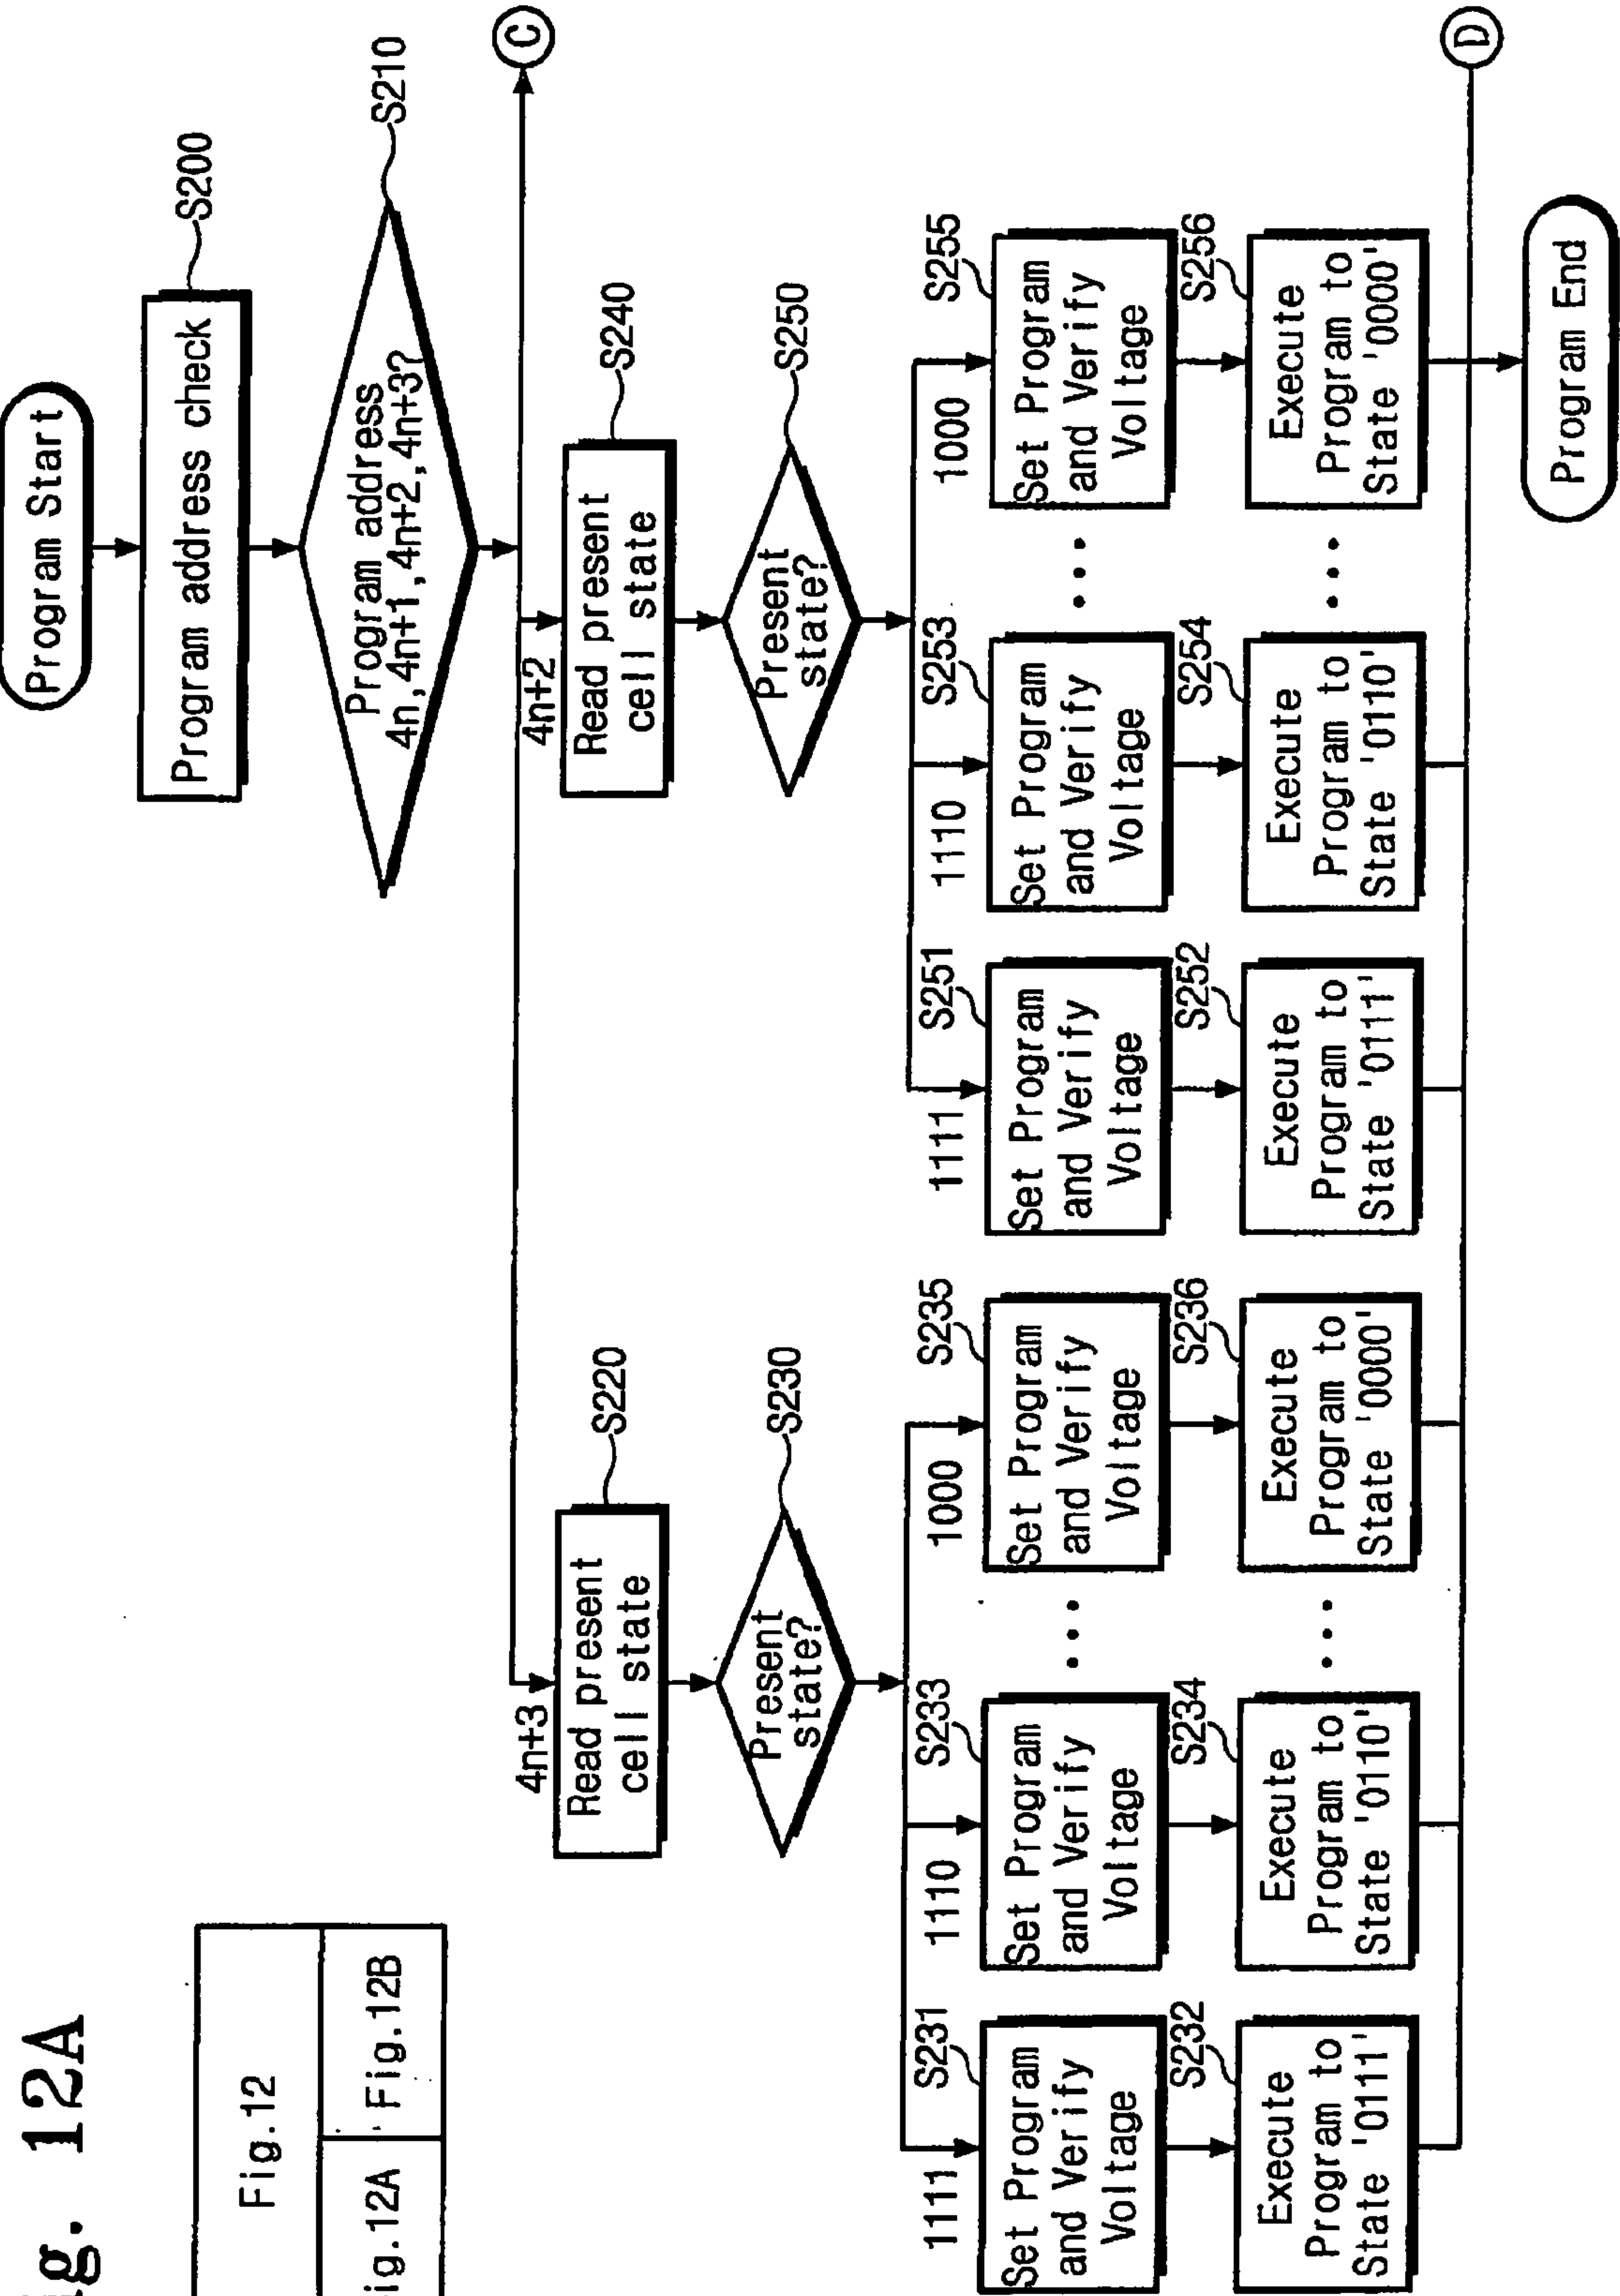 12A
Fig.12
Fig.12B
Program Start
Program address check
S200
Program address
4n,4n+1,4n+2,4n+3?
S210
C
4n+3
Read present
cell state
S220
4n+2
Read present
cell state
S240
Present
state?
S230
Present
state?
S250
1111
S231
Set Program
and Verify
Voltage
1110
S233
Set Program
and Verify
Voltage
...
1000
S235
Set Program
and Verify
Voltage
1111
S251
Set Program
and Verify
Voltage
1110
S253
Set Program
and Verify
Voltage
...
1000
S255
Set Program
and Verify
Voltage
S232
Execute
Program to
State '0111'
S234
Execute
Program to
State '0110'
...
S236
Execute
Program to
State '0000'
S252
Execute
Program to
State '0111'
S254
Execute
Program to
State '0110'
...
S256
Execute
Program to
State '0000'
D
Program End